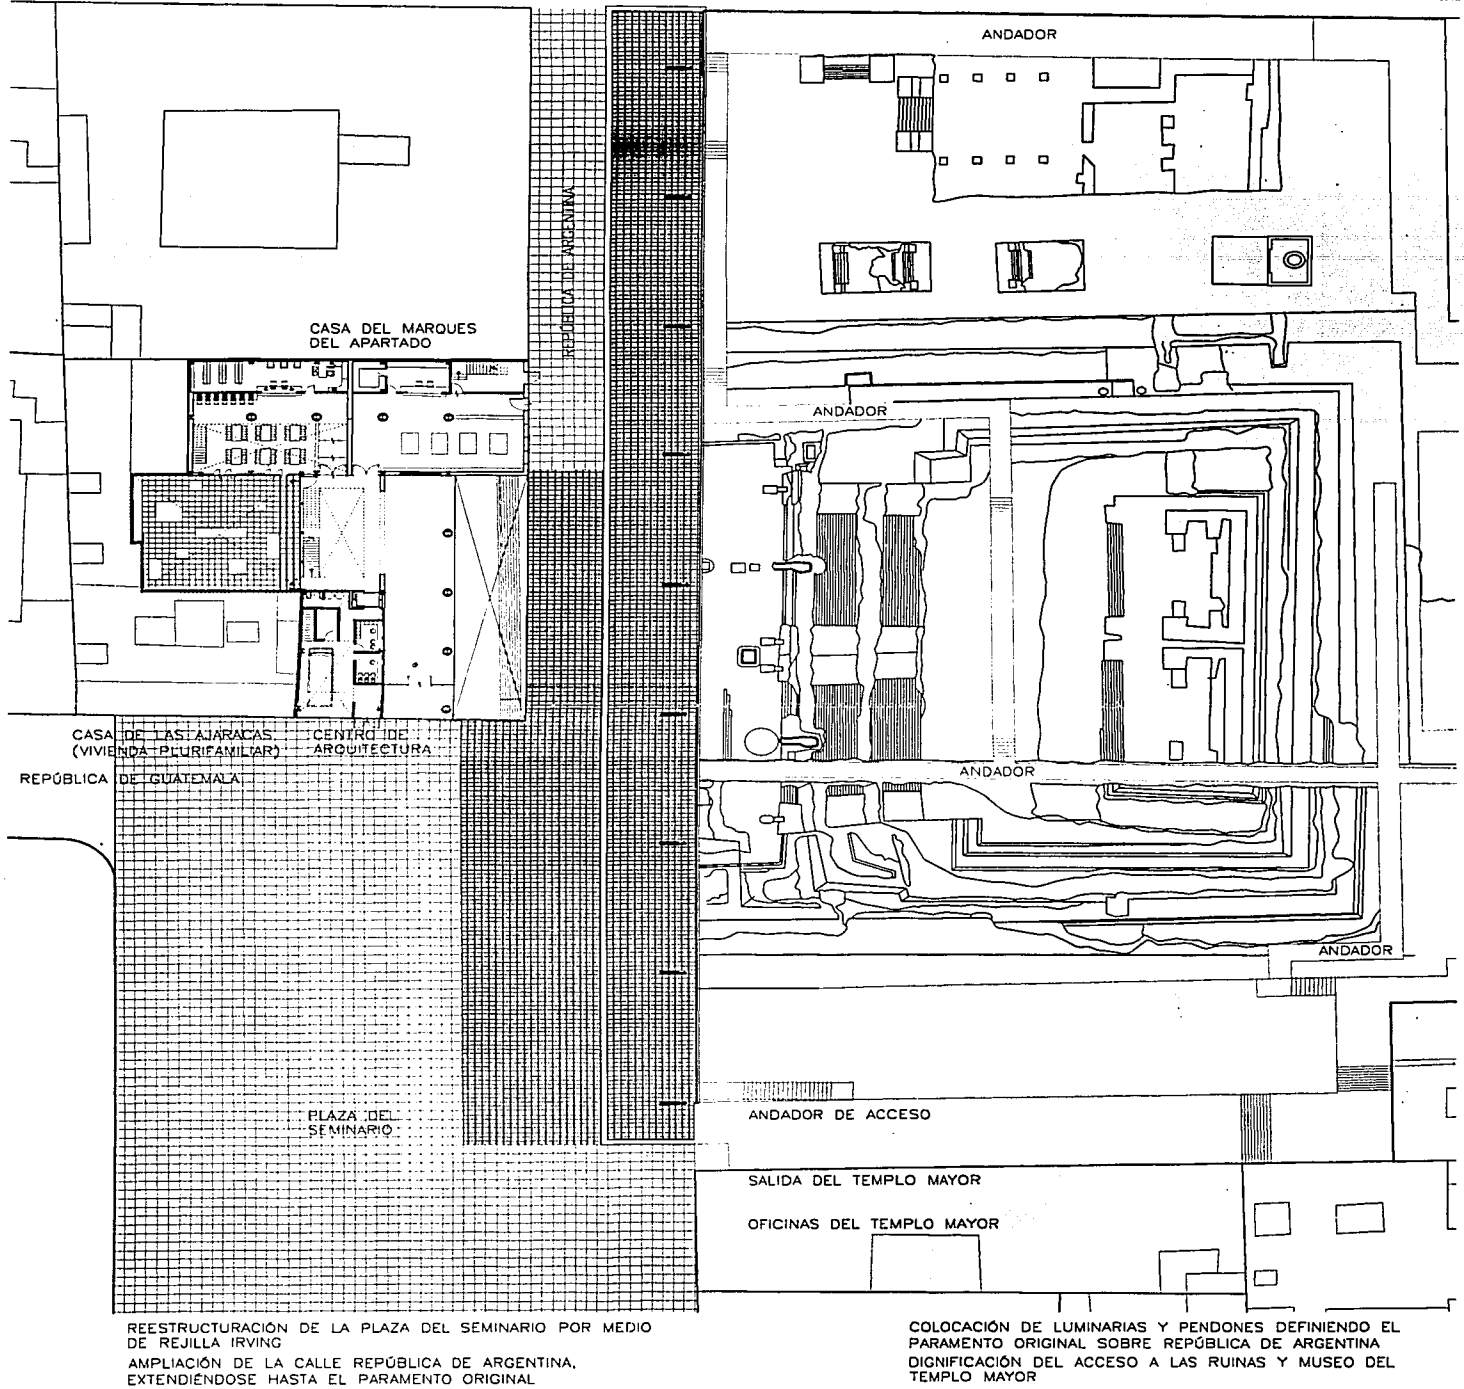 ANDADOR
REPÚBLICA DE ARGENTINA
CASA DEL MARQUES
DEL APARTADO
ANDADOR
CASA DE LAS AJARACAS
(VIVIENDA PLURIFAMILIAR)
CENTRO DE
ARQUITECTURA
REPÚBLICA DE GUATEMALA
ANDADOR
ANDADOR
PLAZA DEL
SEMINARIO
ANDADOR DE ACCESO
SALIDA DEL TEMPLO MAYOR
OFICINAS DEL TEMPLO MAYOR
REESTRUCTURACIÓN DE LA PLAZA DEL SEMINARIO POR MEDIO
DE REJILLA IRVING
AMPLIACIÓN DE LA CALLE REPÚBLICA DE ARGENTINA,
EXTENDIÉNDOSE HASTA EL PARAMENTO ORIGINAL
COLOCACIÓN DE LUMINARIAS Y PENDONES DEFINIENDO EL
PARAMENTO ORIGINAL SOBRE REPÚBLICA DE ARGENTINA
DIGNIFICACIÓN DEL ACCESO A LAS RUINAS Y MUSEO DEL
TEMPLO MAYOR